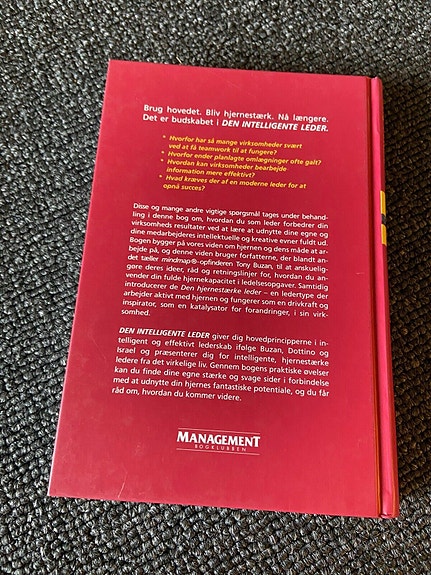 Brug hovedet. Bliv hjernestærk. Nå længere.
Det er budskabet i DEN INTELLIGENTE LEDER.
* Hvorfor har så mange virksomheder svært
ved at få teamwork til at fungere?
* Hvorfor ender planlagte omlægninger ofte galt?
* Hvordan kan virksomheder bearbejde
information mere effektivt?
* Hvad kræves der af en moderne leder for at
opnå succes?
Disse og mange andre vigtige spørgsmål tages under behand-
ling i denne bog om, hvordan du som leder forbedrer din
virksomheds resultater ved at lære at udnytte dine egne og
dine medarbejderes intellektuelle og kreative evner fuldt ud.
Bogen bygger på vores viden om hjernen og dens måde at ar-
bejde på, og denne viden bruger forfatterne, der blandt an-
det tæller mindmap®-opfinderen Tony Buzan, til at anskuelig-
gøre deres ideer, råd og retningslinjer for, hvordan du an-
vender din fulde hjernekapacitet i ledelsesopgaver. Samtidig
introducerer de Den hjernestærke leder – en ledertype der
arbejder aktivt med hjernen og fungerer som en drivkraft og
inspirator, som en katalysator for forandringer, i sin virk-
somhed.
DEN INTELLIGENTE LEDER giver dig hovedprincipperne i in-
telligent og effektivt lederskab ifølge Buzan, Dottino og
Israel og præsenterer dig for intelligente, hjernestærke
ledere fra det virkelige liv. Gennem bogens praktiske øvelser
kan du finde dine egne stærke og svage sider i forbindelse
med at udnytte din hjernes fantastiske potentiale, og du får
råd om, hvordan du kommer videre.
MANAGEMENT
BOGKLUBBEN